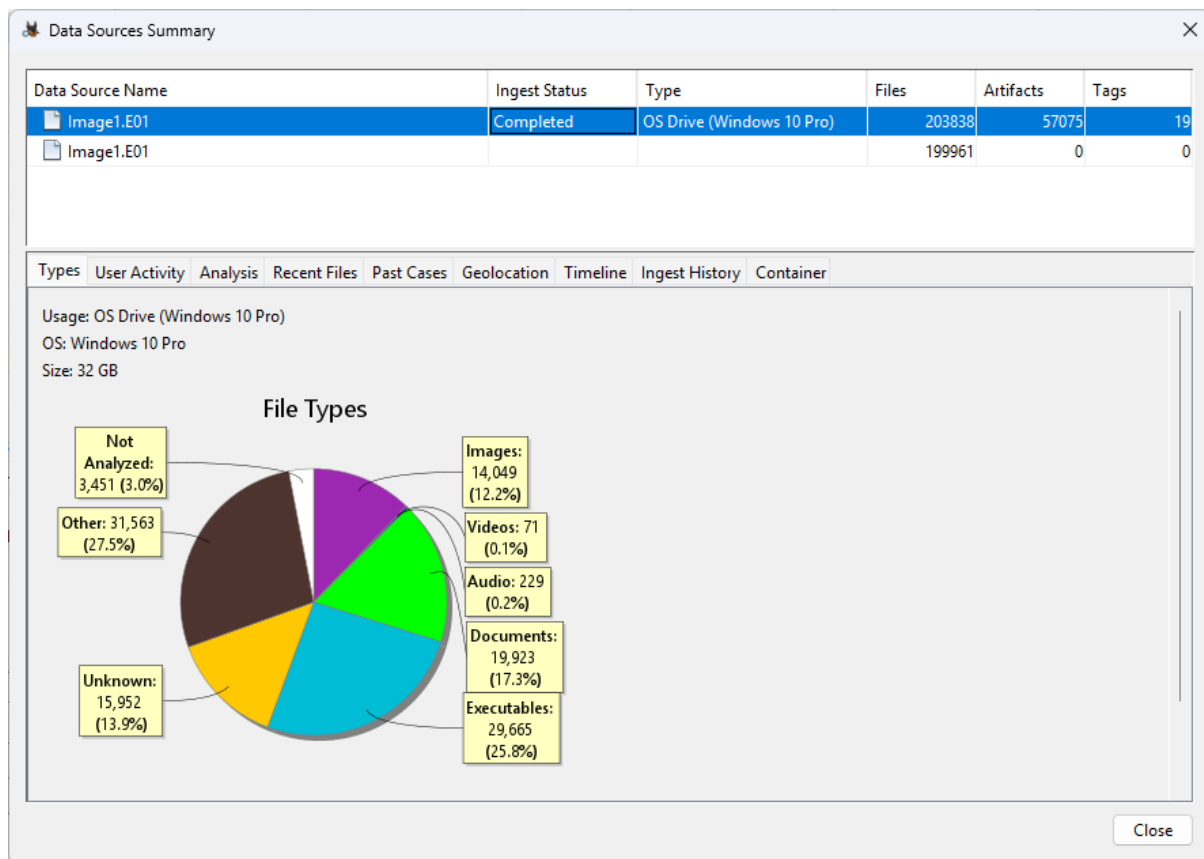 Data Sources Summary
Data Source Name Ingest Status Type Files Artifacts Tags
Image1.E01 Completed OS Drive (Windows 10 Pro) 203838 57075 19
Image1.E01 199961 0 0
Types User Activity Analysis Recent Files Past Cases Geolocation Timeline Ingest History Container
Usage: OS Drive (Windows 10 Pro)
OS: Windows 10 Pro
Size: 32 GB
File Types
Not
Analyzed:
3,451 (3.0%)
Images:
14,049
(12.2%)
Other: 31,563
(27.5%)
Videos: 71
(0.1%)
Audio: 229
(0.2%)
Documents:
19,923
(17.3%)
Unknown:
15,952
(13.9%)
Executables:
29,665
(25.8%)
Close